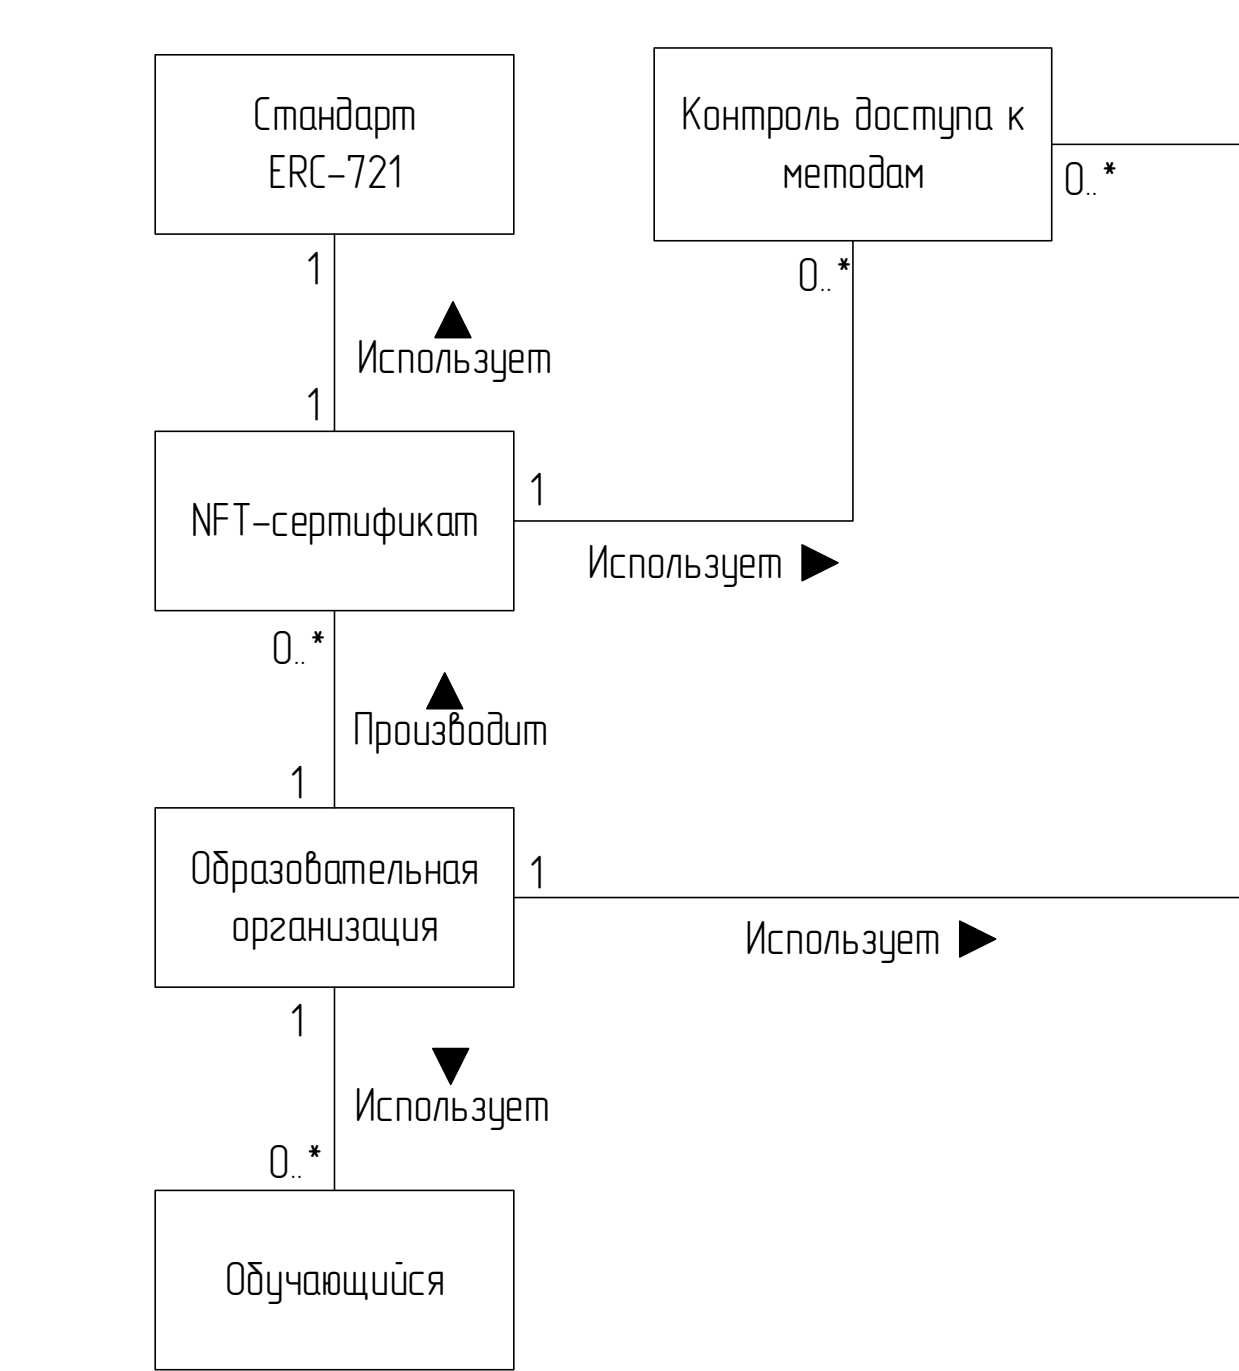 Стандарт
ERC-721
Контроль доступа к
методам
0..*
1
0..*
Использует
1
NFT-сертификат
1
Использует
0..*
Производит
1
Образовательная
организация
1
Использует
1
Использует
0..*
Обучающийся